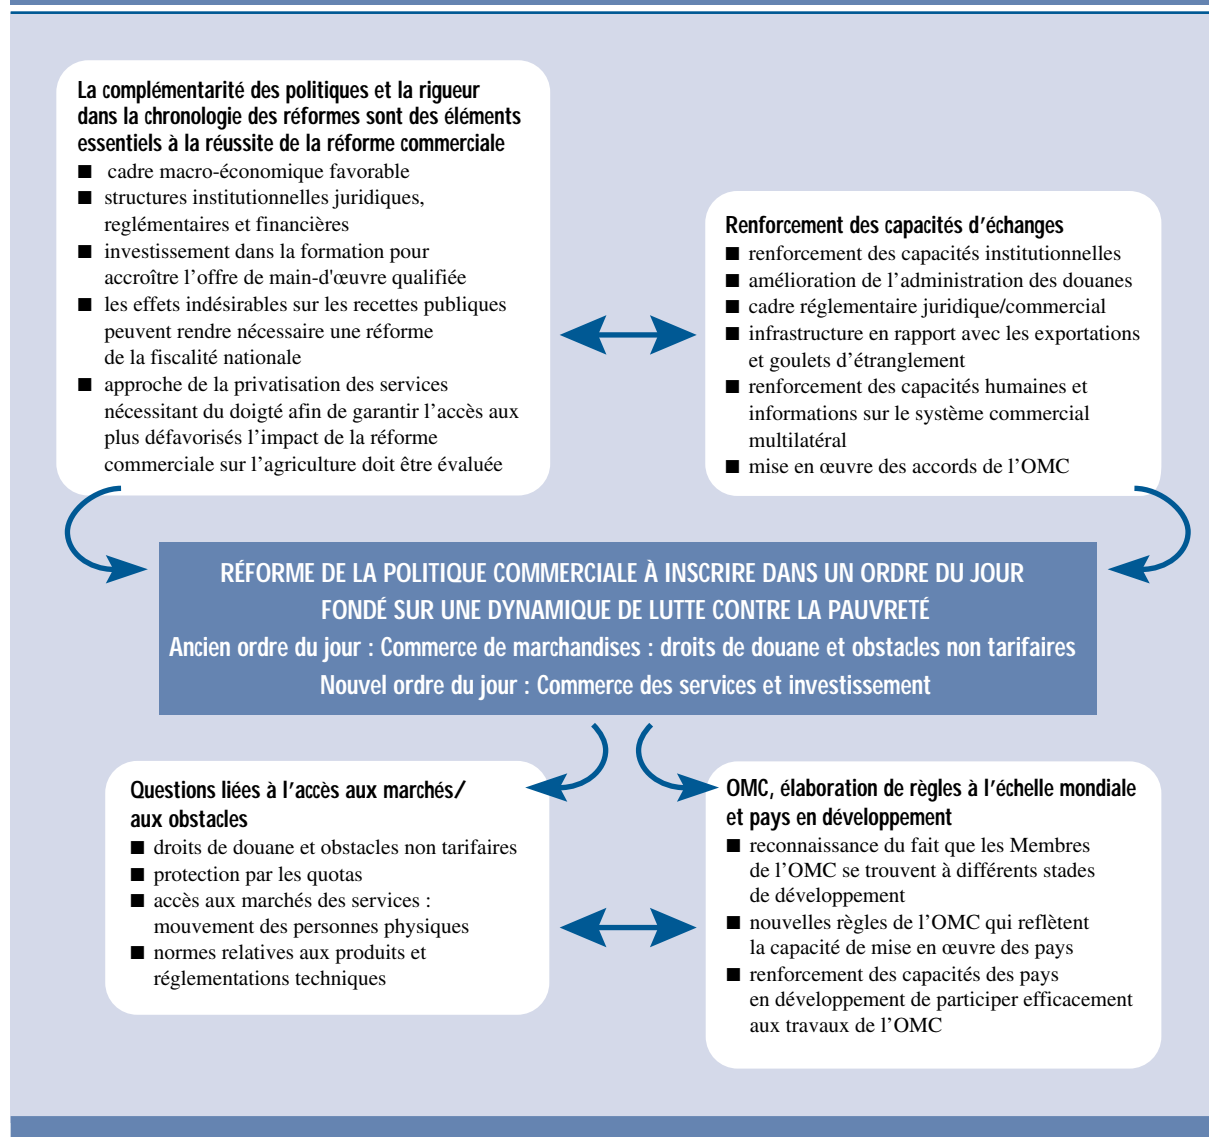 La complémentarité des politiques et la rigueur
dans la chronologie des réformes sont des éléments
essentiels à la réussite de la réforme commerciale
■ cadre macro-économique favorable
■ structures institutionnelles juridiques,
reglémentaires et financières
■ investissement dans la formation pour
accroître l’offre de main-d'œuvre qualifiée
■ les effets indésirables sur les recettes publiques
peuvent rendre nécessaire une réforme
de la fiscalité nationale
■ approche de la privatisation des services
nécessitant du doigté afin de garantir l’accès aux
plus défavorisés l’impact de la réforme
commerciale sur l’agriculture doit être évaluée
Renforcement des capacités d’échanges
■ renforcement des capacités institutionnelles
■ amélioration de l’administration des douanes
■ cadre réglementaire juridique/commercial
■ infrastructure en rapport avec les exportations
et goulets d’étranglement
■ renforcement des capacités humaines et
informations sur le système commercial
multilatéral
■ mise en œuvre des accords de l’OMC
RÉFORME DE LA POLITIQUE COMMERCIALE À INSCRIRE DANS UN ORDRE DU JOUR
FONDÉ SUR UNE DYNAMIQUE DE LUTTE CONTRE LA PAUVRETÉ
Ancien ordre du jour : Commerce de marchandises : droits de douane et obstacles non tarifaires
Nouvel ordre du jour : Commerce des services et investissement
Questions liées à l’accès aux marchés/
aux obstacles
■ droits de douane et obstacles non tarifaires
■ protection par les quotas
■ accès aux marchés des services :
mouvement des personnes physiques
■ normes relatives aux produits et
réglementations techniques
OMC, élaboration de règles à l’échelle mondiale
et pays en développement
■ reconnaissance du fait que les Membres
de l’OMC se trouvent à différents stades
de développement
■ nouvelles règles de l’OMC qui reflètent
la capacité de mise en œuvre des pays
■ renforcement des capacités des pays
en développement de participer efficacement
aux travaux de l’OMC